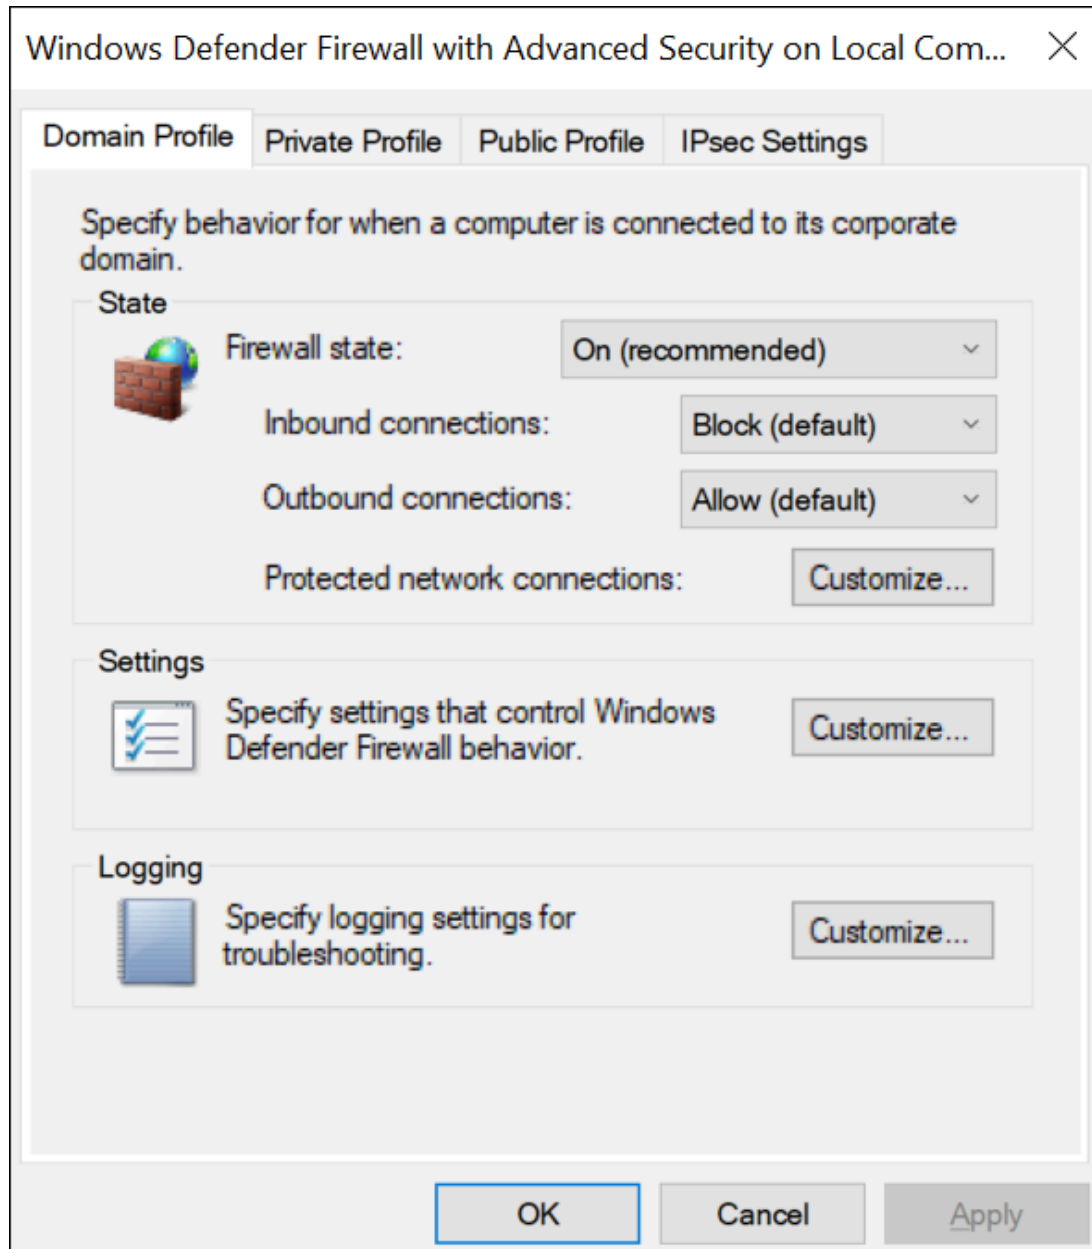 Windows Defender Firewall with Advanced Security on Local Com...
Domain Profile Private Profile Public Profile IPsec Settings
Specify behavior for when a computer is connected to its corporate
domain.
State
Firewall state: On (recommended)
Inbound connections: Block (default)
Outbound connections: Allow (default)
Protected network connections: Customize...
Settings
Specify settings that control Windows
Defender Firewall behavior.
Customize...
Logging
Specify logging settings for
troubleshooting.
Customize...
OK Cancel Apply